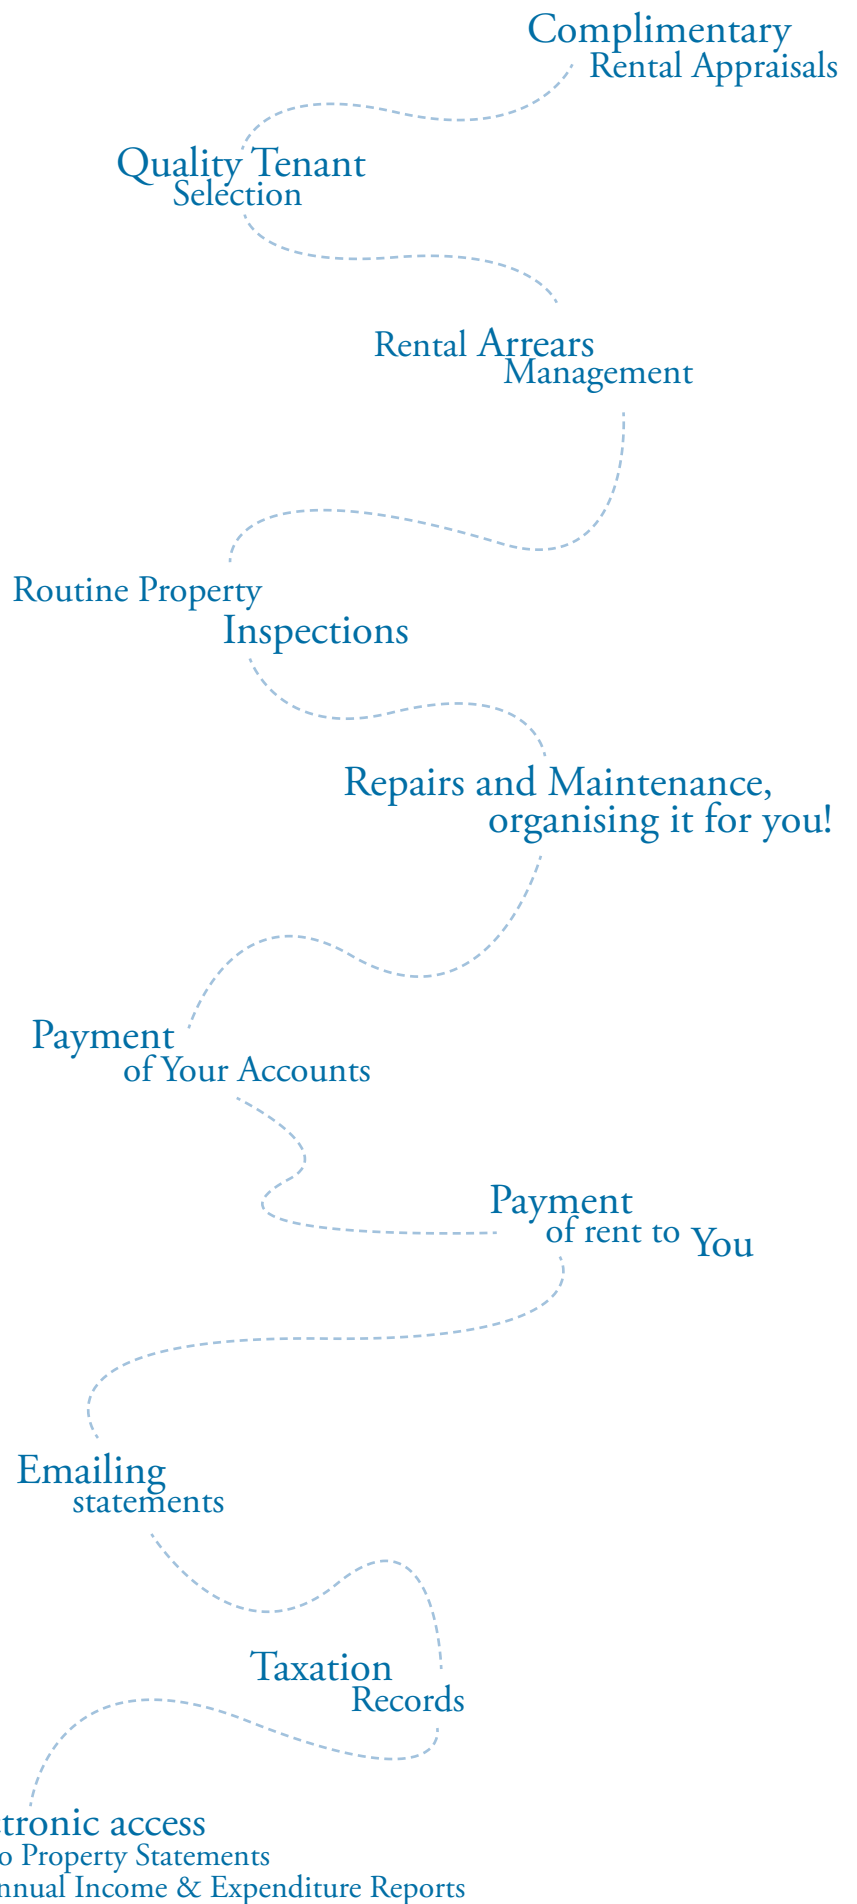 Complimentary
Rental Appraisals
Quality Tenant
Selection
Rental Arrears
Management
Routine Property
Inspections
Repairs and Maintenance,
organising it for you!
Payment
of Your Accounts
Payment
of rent to You
Emailing
statements
Taxation
Records
access
Property Statements
Income & Expenditure Reports